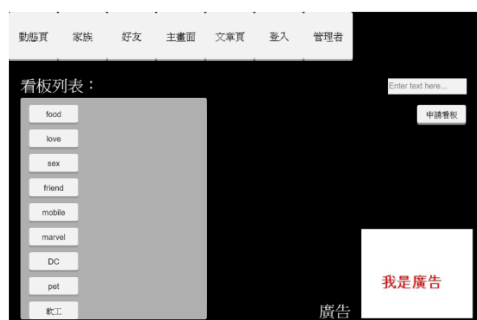 動態頁 家族 好友 主畫面 文章頁 登入 管理者
看板列表：
Enter text here...
申請看板
food
love
sex
friend
mobile
marvel
DC
pet
軟工
我是廣告
廣告